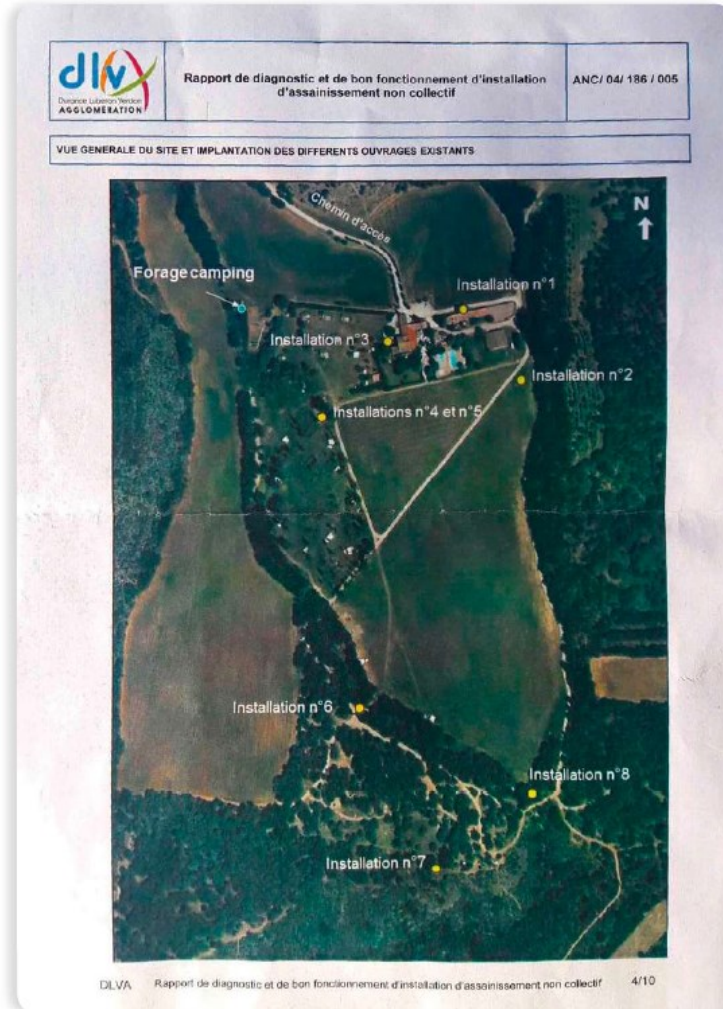 dlv
Durance Luberon Verdon
AGGLOMÉRATION
Rapport de diagnostic et de bon fonctionnement d'installation
d'assainissement non collectif
ANC/ 04/ 186 / 005
VUE GENERALE DU SITE ET IMPLANTATION DES DIFFERENTS OUVRAGES EXISTANTS
N
Chemin d'accès
Forage camping
Installation n°1
Installation n°3
Installation n°2
Installations n°4 et n°5
Installation n°6
Installation n°8
Installation n°7
DLVA Rapport de diagnostic et de bon fonctionnement d'installation d'assainissement non collectif 4/10